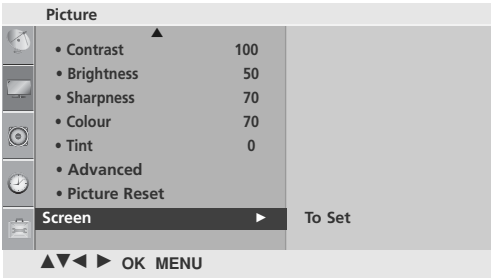 Picture
▲
• Contrast 100
• Brightness 50
• Sharpness 70
• Colour 70
• Tint 0
• Advanced
• Picture Reset
Screen ► To Set
▲▼◄ ► OK MENU